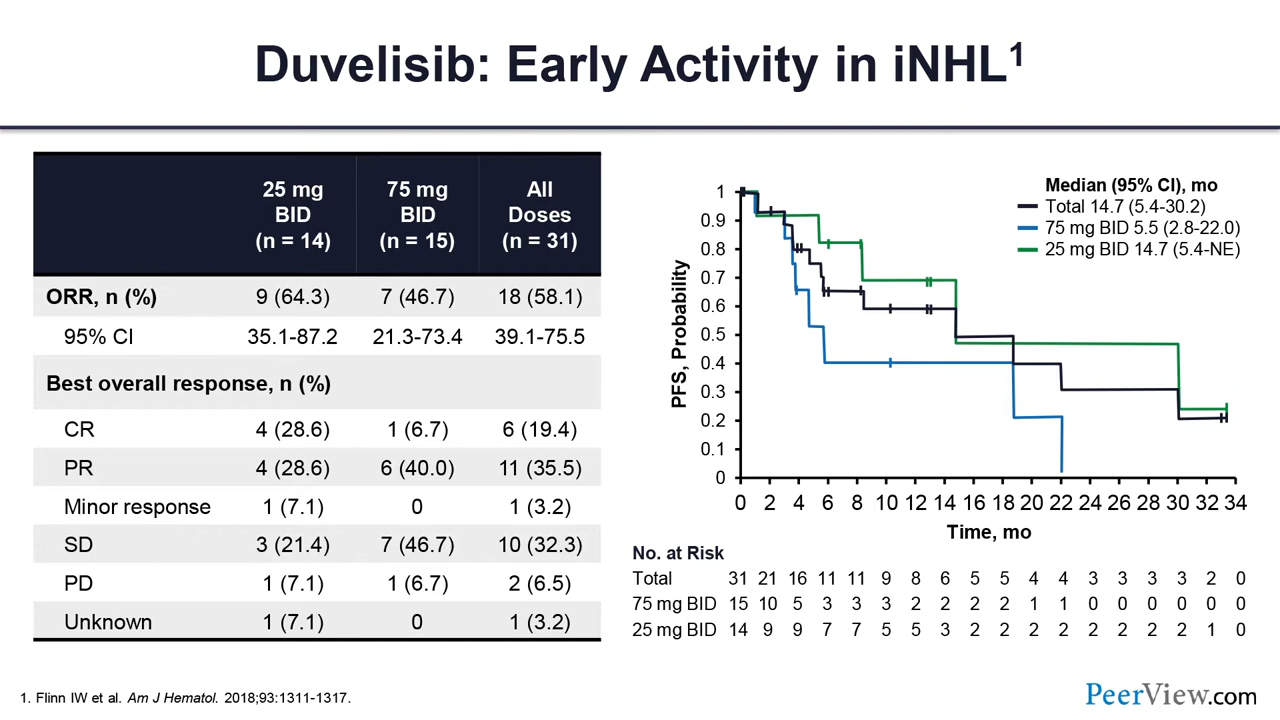 Duvelisib: Early Activity in iNHL1
25 mg BID (n = 14) 75 mg BID (n = 15) All Doses (n = 31)
ORR, n (%) 9 (64.3) 7 (46.7) 18 (58.1)
95% CI 35.1-87.2 21.3-73.4 39.1-75.5
Best overall response, n (%)
CR 4 (28.6) 1 (6.7) 6 (19.4)
PR 4 (28.6) 6 (40.0) 11 (35.5)
Minor response 1 (7.1) 0 1 (3.2)
SD 3 (21.4) 7 (46.7) 10 (32.3)
PD 1 (7.1) 1 (6.7) 2 (6.5)
Unknown 1 (7.1) 0 1 (3.2)
Median (95% CI), mo
Total 14.7 (5.4-30.2)
75 mg BID 5.5 (2.8-22.0)
25 mg BID 14.7 (5.4-NE)
PFS, Probability
1
0.9
0.8
0.7
0.6
0.5
0.4
0.3
0.2
0.1
0
0 2 4 6 8 10 12 14 16 18 20 22 24 26 28 30 32 34
Time, mo
No. at Risk
Total 31 21 16 11 11 9 8 6 5 5 4 4 3 3 3 3 2 0
75 mg BID 15 10 5 3 3 3 2 2 2 2 1 1 0 0 0 0 0 0
25 mg BID 14 9 9 7 7 5 5 3 2 2 2 2 2 2 2 2 1 0
1. Flinn IW et al. Am J Hematol. 2018;93:1311-1317.
PeerView.com